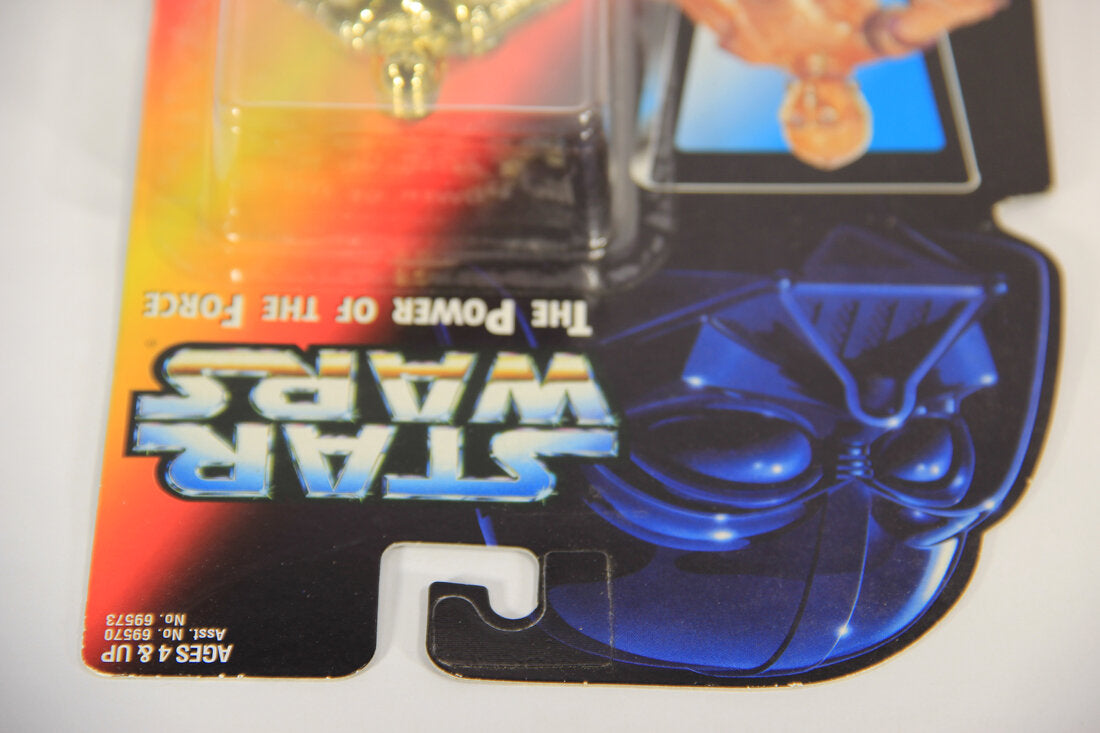 AGES 4 & UP
Asst. No. 69570
No. 69573
STAR
WARS
THE POWER OF THE FORCE